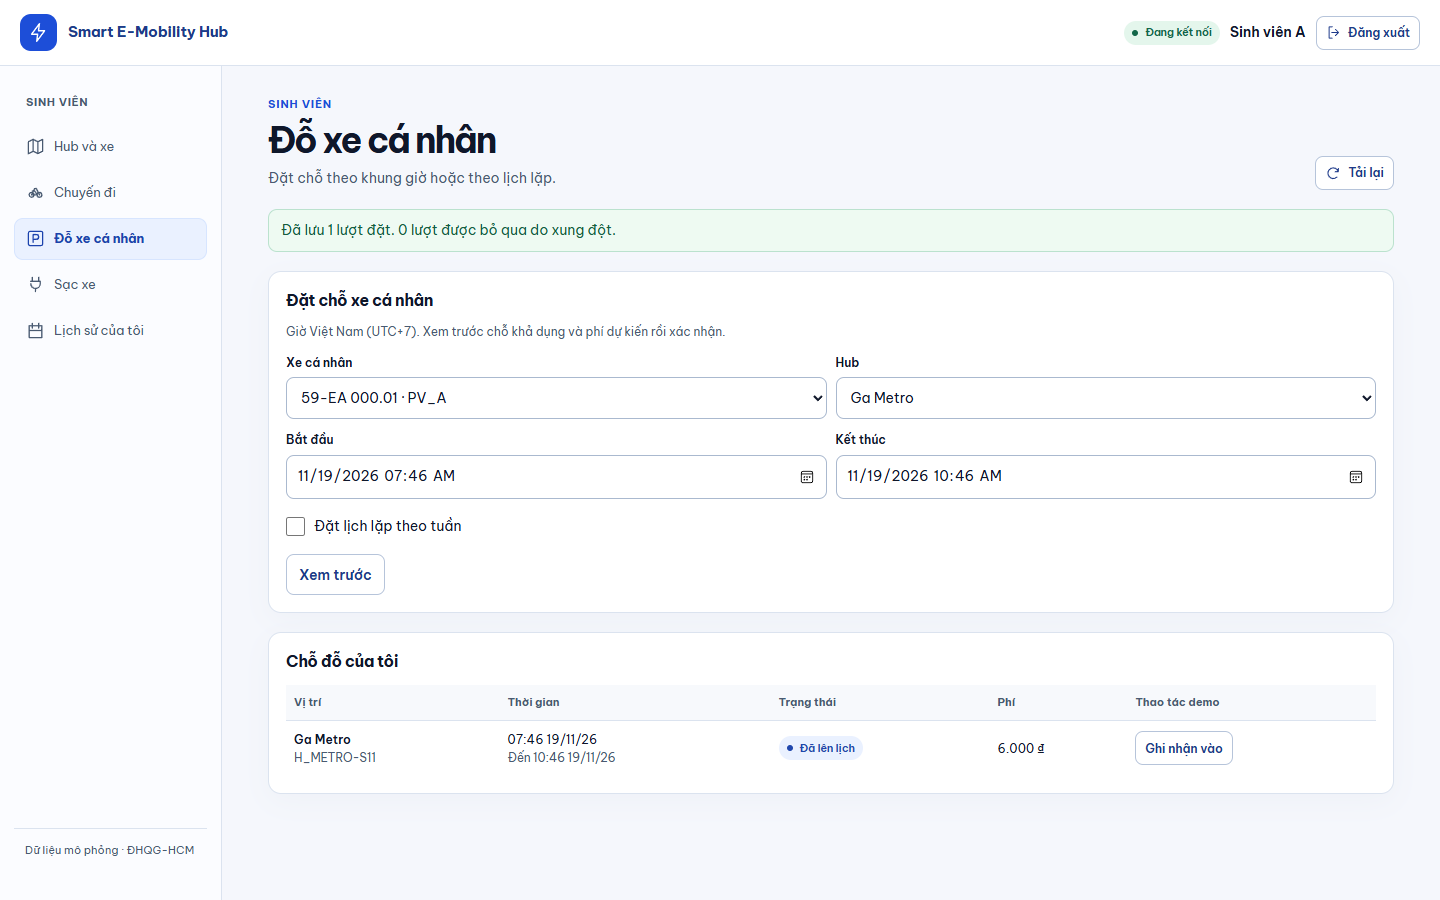 Smart E-Mobility Hub
Đang kết nối
Sinh viên A
Đăng xuất
SINH VIÊN
Hub và xe
Chuyến đi
Đỗ xe cá nhân
Sạc xe
Lịch sử của tôi
Dữ liệu mô phỏng · ĐHQG-HCM
SINH VIÊN
Đỗ xe cá nhân
Đặt chỗ theo khung giờ hoặc theo lịch lặp.
Tải lại
Đã lưu 1 lượt đặt. 0 lượt được bỏ qua do xung đột.
Đặt chỗ xe cá nhân
Giờ Việt Nam (UTC+7). Xem trước chỗ khả dụng và phí dự kiến rồi xác nhận.
Xe cá nhân
Hub
59-EA 000.01 · PV_A
Ga Metro
Bắt đầu
Kết thúc
11/19/2026 07:46 AM
11/19/2026 10:46 AM
Đặt lịch lặp theo tuần
Xem trước
Chỗ đỗ của tôi
Vị trí
Thời gian
Trạng thái
Phí
Thao tác demo
Ga Metro
H_METRO-S11
07:46 19/11/26
Đến 10:46 19/11/26
Đã lên lịch
6.000 ₫
Ghi nhận vào